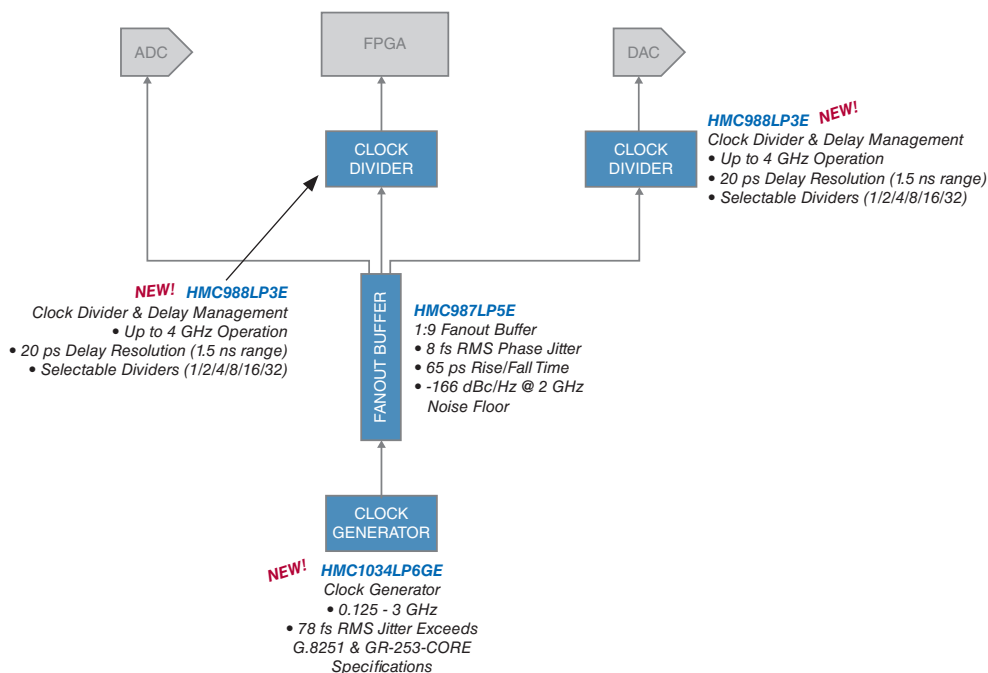 ADC
FPGA
DAC
CLOCK
DIVIDER
CLOCK
DIVIDER
HMC988LP3E NEW!
Clock Divider & Delay Management
• Up to 4 GHz Operation
• 20 ps Delay Resolution (1.5 ns range)
• Selectable Dividers (1/2/4/8/16/32)
NEW! HMC988LP3E
Clock Divider & Delay Management
• Up to 4 GHz Operation
• 20 ps Delay Resolution (1.5 ns range)
• Selectable Dividers (1/2/4/8/16/32)
FANOUT BUFFER
HMC987LP5E
1:9 Fanout Buffer
• 8 fs RMS Phase Jitter
• 65 ps Rise/Fall Time
• -166 dBc/Hz @ 2 GHz
Noise Floor
CLOCK
GENERATOR
NEW! HMC1034LP6GE
Clock Generator
• 0.125 - 3 GHz
• 78 fs RMS Jitter Exceeds
G.8251 & GR-253-CORE
Specifications